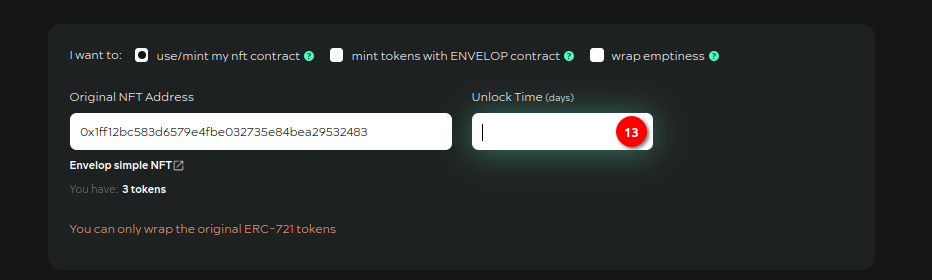 I want to: use/mint my nft contract ? mint tokens with ENVELOP contract ? wrap emptiness ?
Original NFT Address Unlock Time (days)
0x1ff12bc583d6579e4fbe032735e84bea29532483 13
Envelop simple NFT
You have: 3 tokens
You can only wrap the original ERC-721 tokens